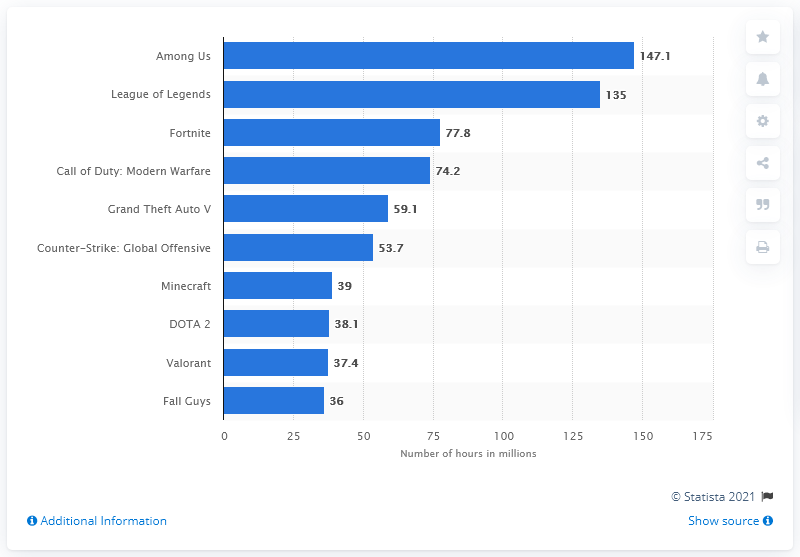 Among Us 147.1
League of Legends 135
Fortnite 77.8
Call of Duty: Modern Warfare 74.2
Grand Theft Auto V 59.1
Counter-Strike: Global Offensive 53.7
Minecraft 39
DOTA 2 38.1
Valorant 37.4
Fall Guys 36
0 25 50 75 100 125 150 175
Number of hours in millions
© Statista 2021
Additional Information Show source